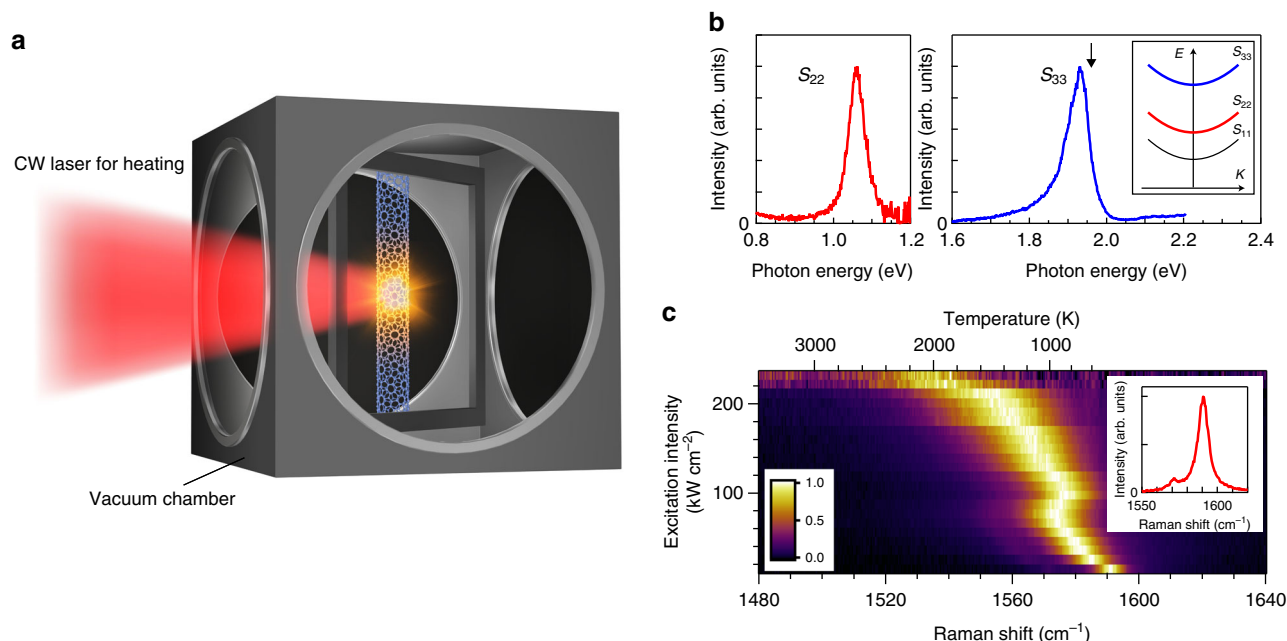 a
CW laser for heating
Vacuum chamber
b
Intensity (arb. units)
0
S22
0.8 1.0 1.2
Photon energy (eV)
Intensity (arb. units)
0
S33
1.6 1.8 2.0 2.2 2.4
Photon energy (eV)
E
S33
S22
S11
K
c
Temperature (K)
3000 2000 1000
Excitation intensity
(kW cm−2)
200
100
1.0
0.5
0.0
Intensity (arb. units)
0
1550 1600
Raman shift (cm−1)
1480 1520 1560 1600 1640
Raman shift (cm−1)